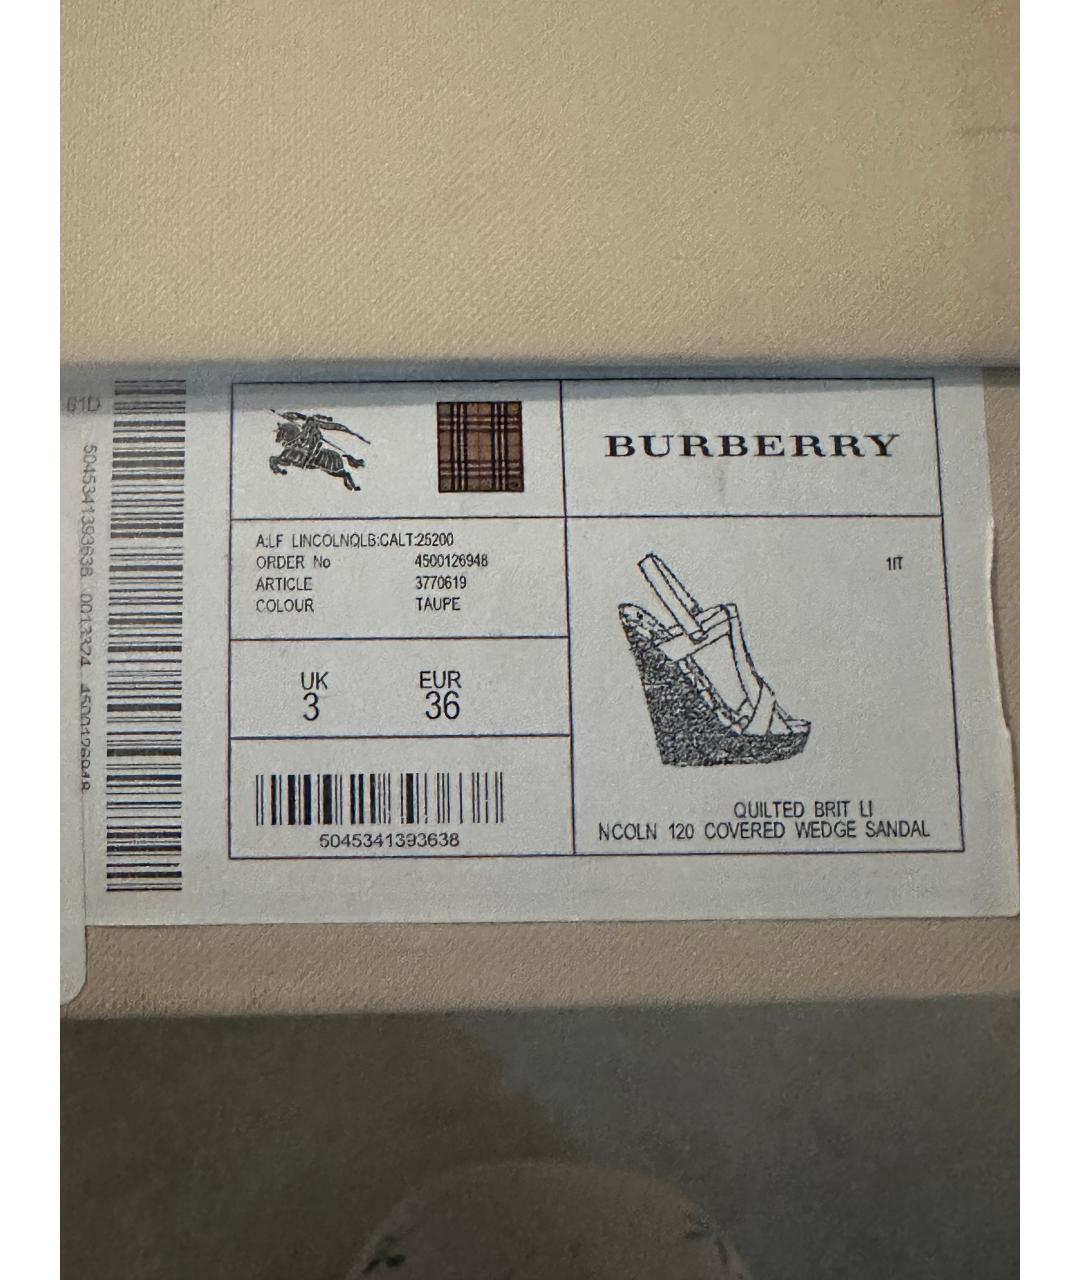 61D
5045341393638 0013374 4500126948
BURBERRY
A:LF LINCOLNQLB:CALT:25200
ORDER No 4500126948
ARTICLE 3770619
COLOUR TAUPE
UK EUR
3 36
5045341393638
1IT
QUILTED BRIT LI
NCOLN 120 COVERED WEDGE SANDAL